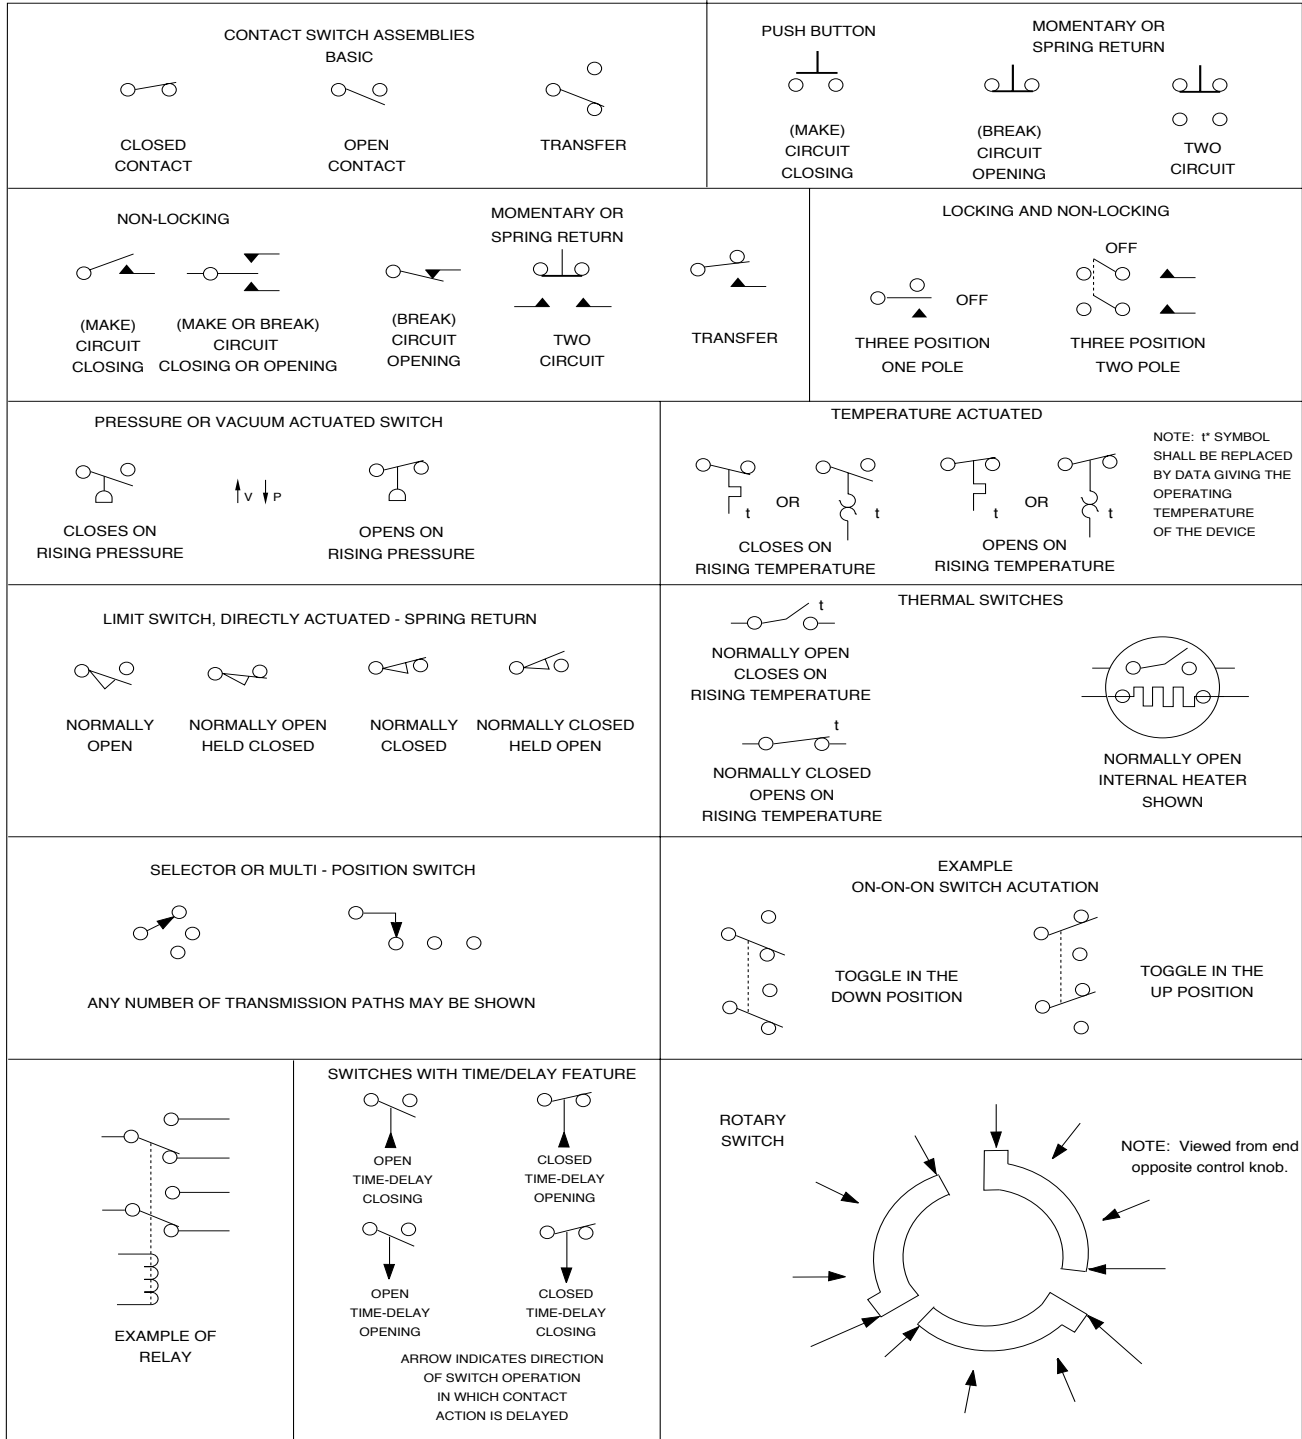 CONTACT SWITCH ASSEMBLIES
BASIC
CLOSED
CONTACT
OPEN
CONTACT
TRANSFER
PUSH BUTTON
MOMENTARY OR
SPRING RETURN
(MAKE)
CIRCUIT
CLOSING
(BREAK)
CIRCUIT
OPENING
TWO
CIRCUIT
NON-LOCKING
MOMENTARY OR
SPRING RETURN
(MAKE)
CIRCUIT
CLOSING
(MAKE OR BREAK)
CIRCUIT
CLOSING OR OPENING
(BREAK)
CIRCUIT
OPENING
TWO
CIRCUIT
TRANSFER
LOCKING AND NON-LOCKING
OFF
OFF
THREE POSITION
ONE POLE
THREE POSITION
TWO POLE
PRESSURE OR VACUUM ACTUATED SWITCH
V P
CLOSES ON
RISING PRESSURE
OPENS ON
RISING PRESSURE
TEMPERATURE ACTUATED
t
OR
t
CLOSES ON
RISING TEMPERATURE
t
OR
t
OPENS ON
RISING TEMPERATURE
NOTE: t* SYMBOL
SHALL BE REPLACED
BY DATA GIVING THE
OPERATING
TEMPERATURE
OF THE DEVICE
LIMIT SWITCH, DIRECTLY ACTUATED - SPRING RETURN
NORMALLY
OPEN
NORMALLY OPEN
HELD CLOSED
NORMALLY
CLOSED
NORMALLY CLOSED
HELD OPEN
THERMAL SWITCHES
t
NORMALLY OPEN
CLOSES ON
RISING TEMPERATURE
t
NORMALLY CLOSED
OPENS ON
RISING TEMPERATURE
NORMALLY OPEN
INTERNAL HEATER
SHOWN
SELECTOR OR MULTI - POSITION SWITCH
ANY NUMBER OF TRANSMISSION PATHS MAY BE SHOWN
EXAMPLE
ON-ON-ON SWITCH ACUTATION
TOGGLE IN THE
DOWN POSITION
TOGGLE IN THE
UP POSITION
EXAMPLE OF
RELAY
SWITCHES WITH TIME/DELAY FEATURE
OPEN
TIME-DELAY
CLOSING
CLOSED
TIME-DELAY
OPENING
OPEN
TIME-DELAY
OPENING
CLOSED
TIME-DELAY
CLOSING
ARROW INDICATES DIRECTION
OF SWITCH OPERATION
IN WHICH CONTACT
ACTION IS DELAYED
ROTARY
SWITCH
NOTE: Viewed from end
opposite control knob.